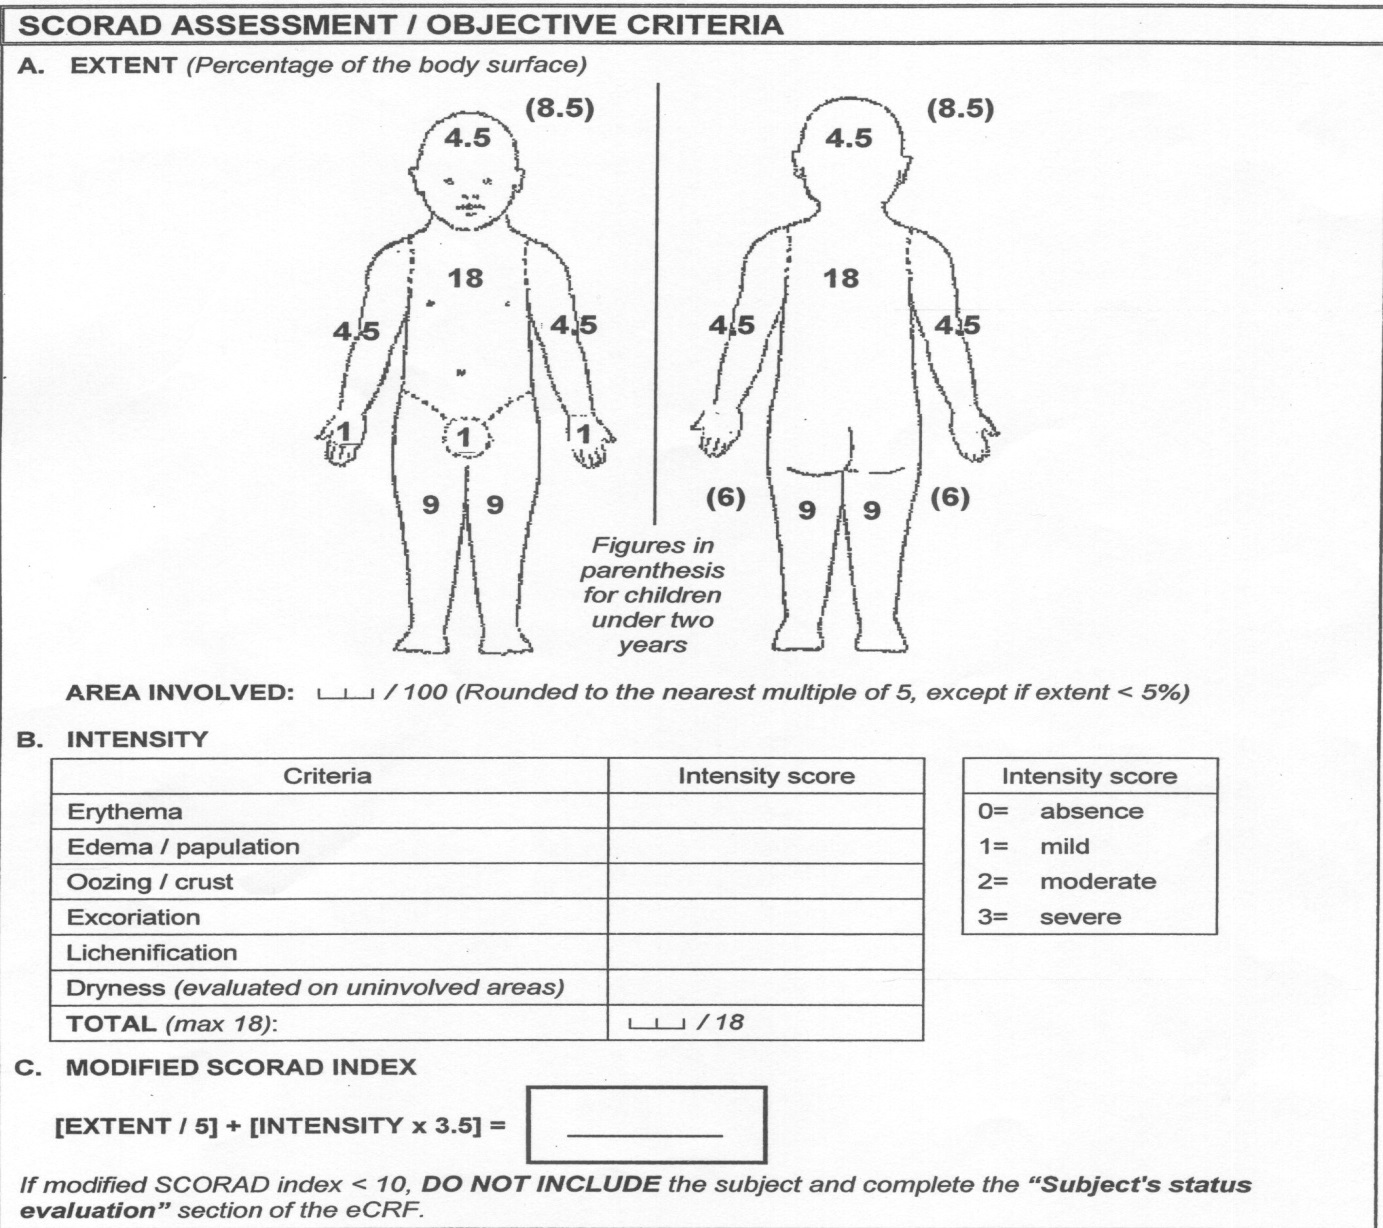 SCORAD ASSESSMENT / OBJECTIVE CRITERIA
A. EXTENT (Percentage of the body surface)
(8.5)
4.5
18
4.5
4.5
1
1
1
9
9
(8.5)
4.5
18
4.5
4.5
(6)
9
9
(6)
Figures in
parenthesis
for children
under two
years
AREA INVOLVED: / 100 (Rounded to the nearest multiple of 5, except if extent < 5%)
B. INTENSITY
Criteria
Intensity score
Erythema
Edema / papulation
Oozing / crust
Excoriation
Lichenification
Dryness (evaluated on uninvolved areas)
TOTAL (max 18):
/ 18
Intensity score
0= absence
1= mild
2= moderate
3= severe
C. MODIFIED SCORAD INDEX
[EXTENT / 5] + [INTENSITY x 3.5] =
If modified SCORAD index < 10, DO NOT INCLUDE the subject and complete the “Subject's status
evaluation” section of the eCRF.